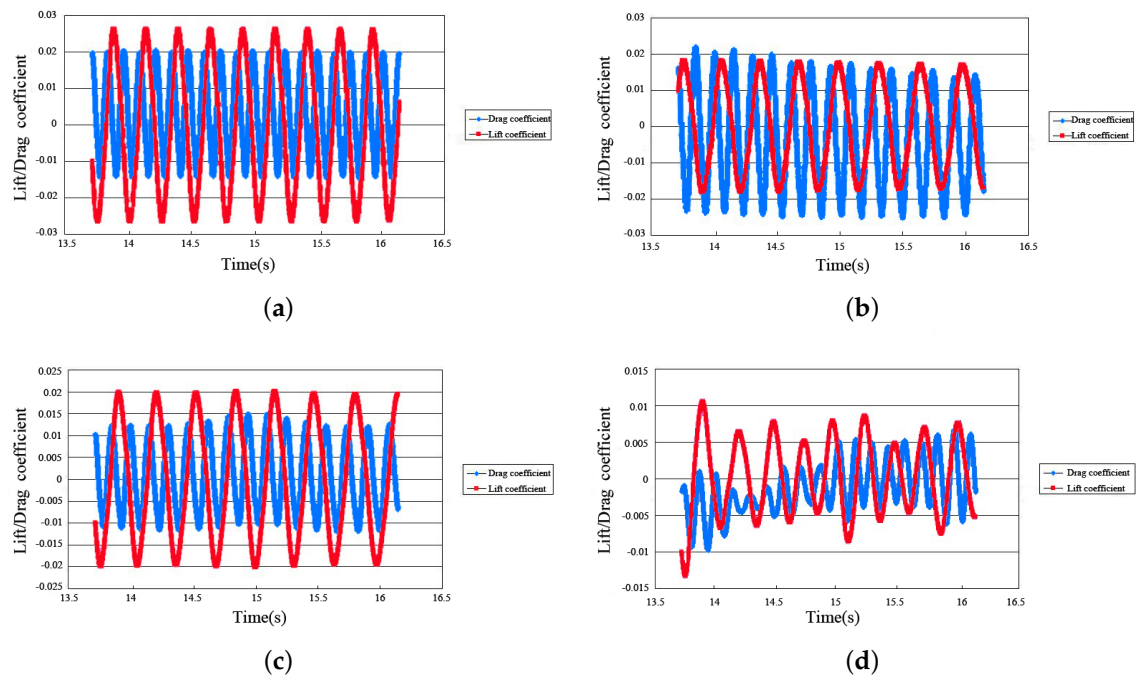 0.03
0.02
0.01
0
-0.01
-0.02
-0.03
13.5 14 14.5 15 15.5 16 16.5
Lift/Drag coefficient
Time(s)
Drag coefficient
Lift coefficient
(a)
0.03
0.02
0.01
0
-0.01
-0.02
-0.03
13.5 14 14.5 15 15.5 16 16.5
Lift/Drag coefficient
Time(s)
Drag coefficient
Lift coefficient
(b)
0.025
0.02
0.015
0.01
0.005
0
-0.005
-0.01
-0.015
-0.02
-0.025
13.5 14 14.5 15 15.5 16 16.5
Lift/Drag coefficient
Time(s)
Drag coefficient
Lift coefficient
(c)
0.015
0.01
0.005
0
-0.005
-0.01
-0.015
13.5 14 14.5 15 15.5 16 16.5
Lift/Drag coefficient
Time(s)
Drag coefficient
Lift coefficient
(d)